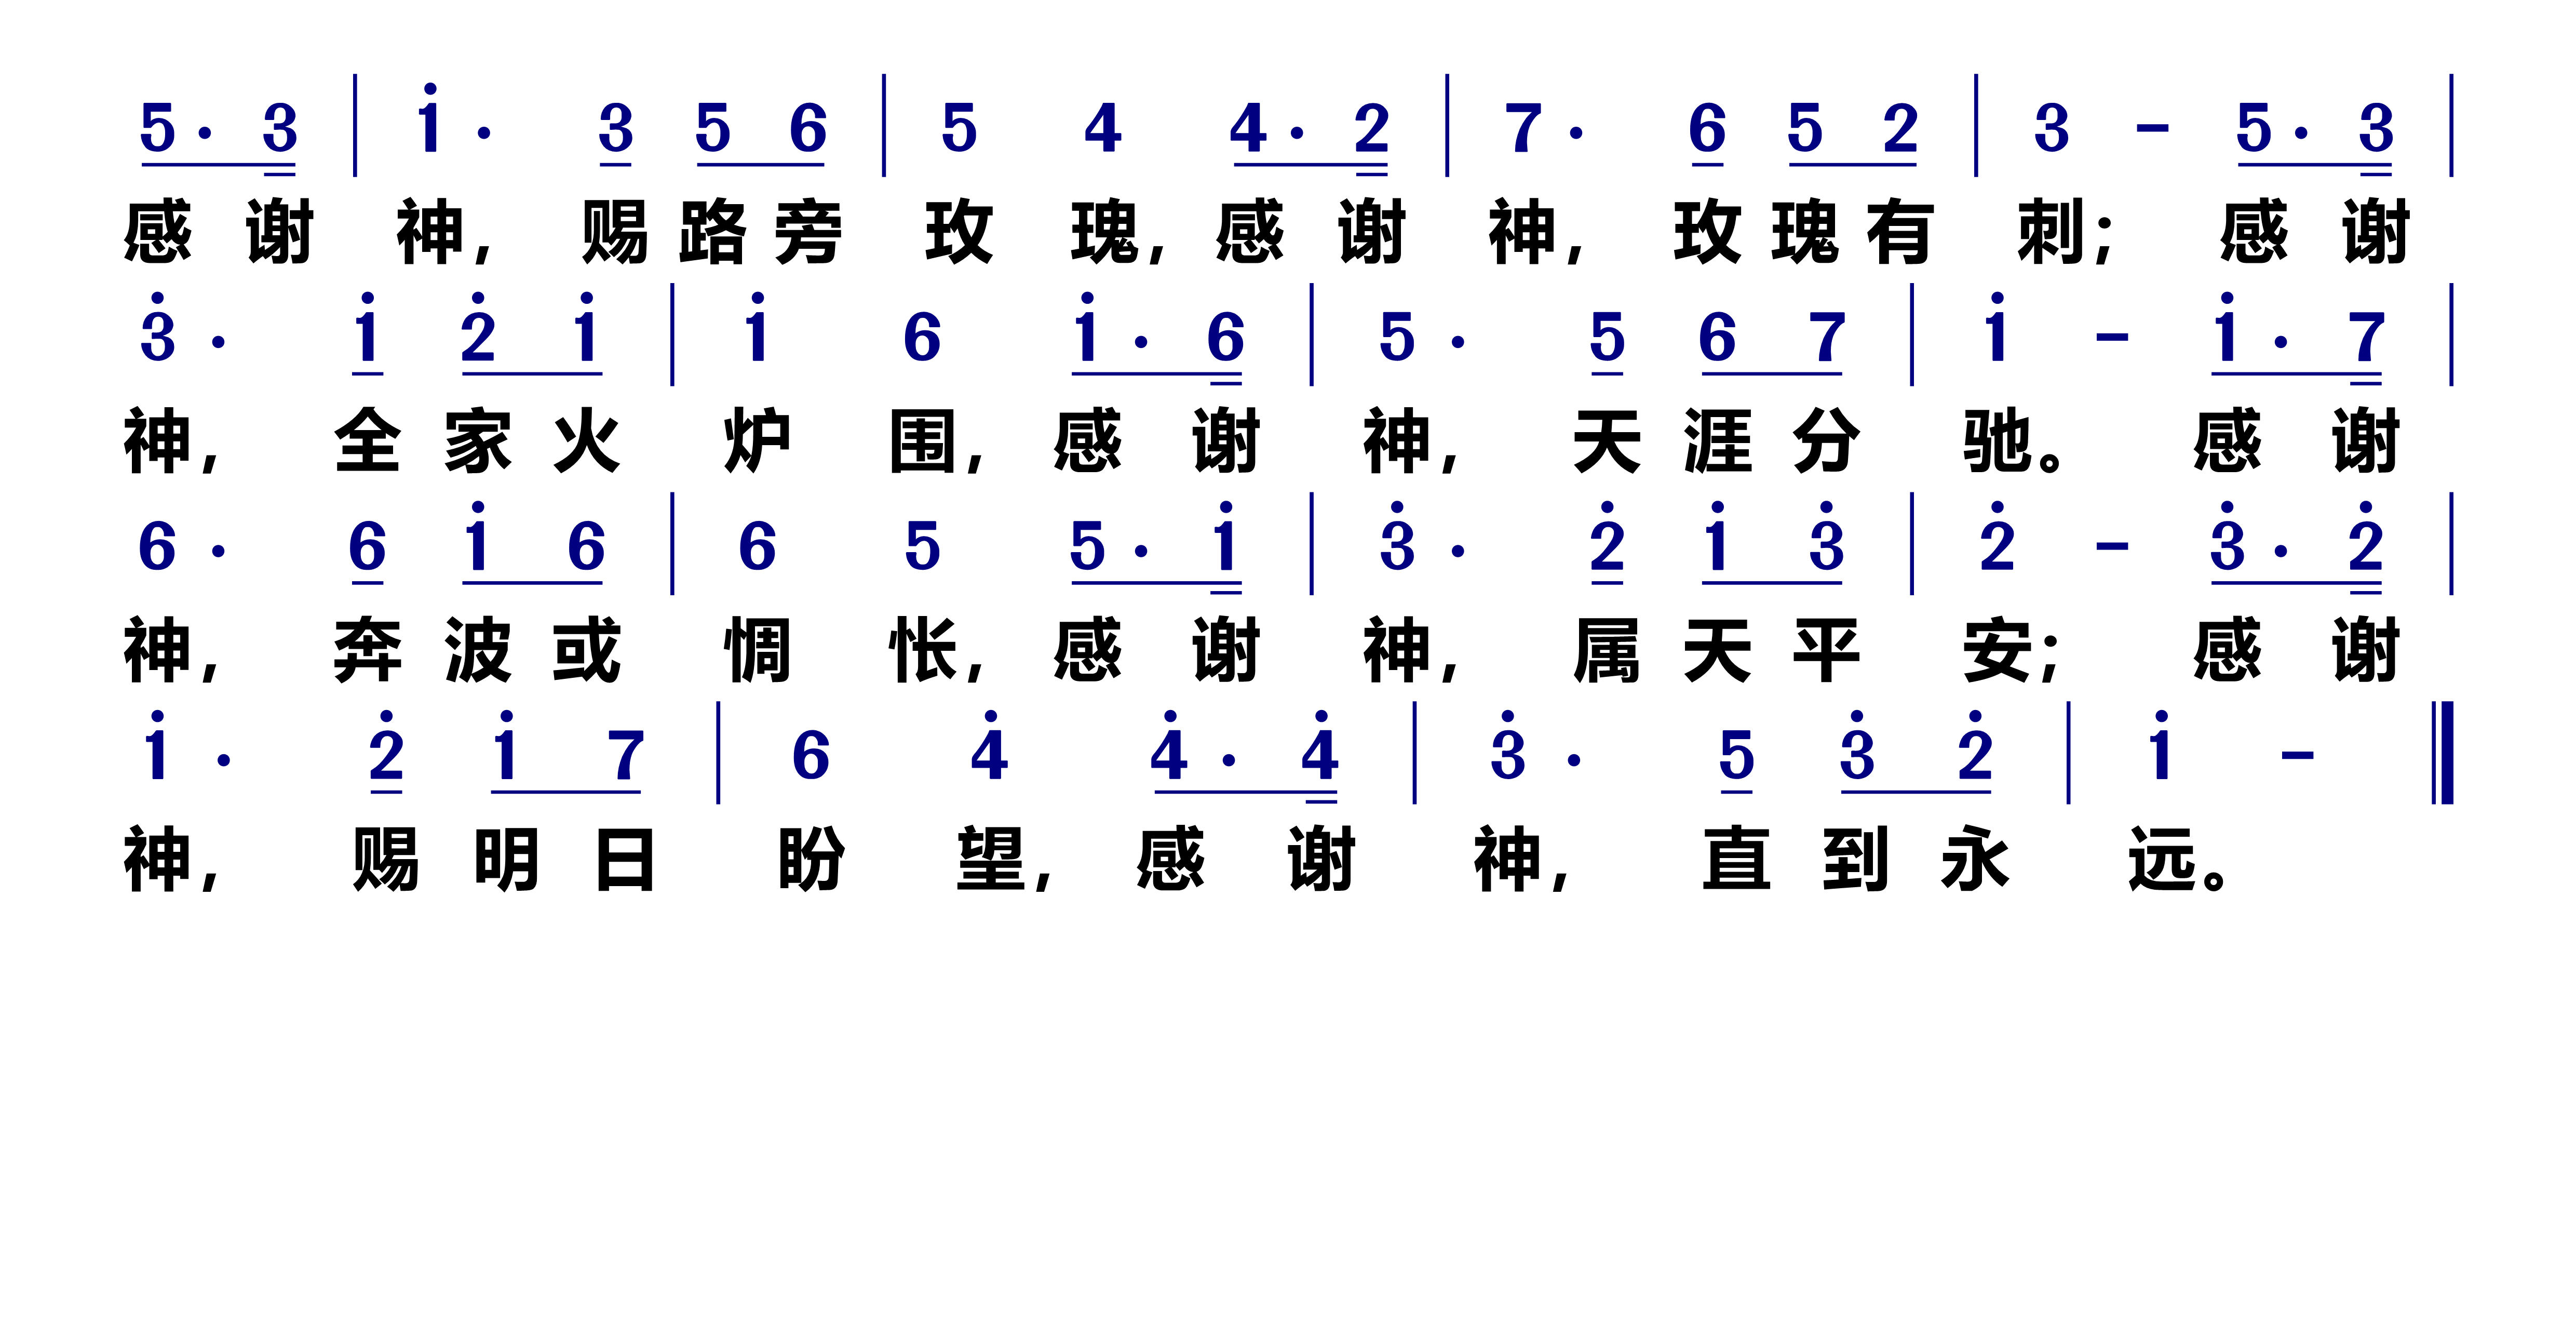 5· 3 | i· 3 5 6 | 5 4 4· 2 | 7· 6 5 2 | 3 - 5· 3 |
感谢神，赐路旁玫瑰，感谢神，玫瑰有刺；感谢
3̇· i 2̇ i | i 6 i· 6 | 5· 5 6 7 | i - i· 7 |
神，全家火炉围，感谢神，天涯分驰。感谢
6· 6 i 6 | 6 5 5· i | 3̇· 2̇ i 3̇ | 2̇ - 3̇· 2̇ |
神，奔波或惆怅，感谢神，属天平安；感谢
i· 2̇ i 7 | 6 4̇ 4̇· 4̇ | 3̇· 5 3̇ 2̇ | i - ‖
神，赐明日盼望，感谢神，直到永远。